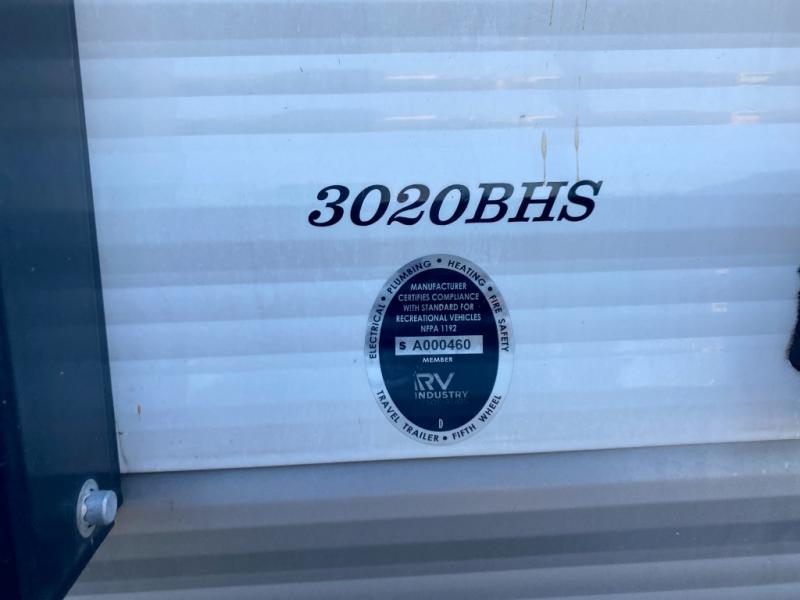 3020BHS
ELECTRICAL • PLUMBING • HEATING • FIRE SAFETY
MANUFACTURER
CERTIFIES COMPLIANCE
WITH STANDARD FOR
RECREATIONAL VEHICLES
NFPA 1192
S A000460
MEMBER
RV
INDUSTRY
D
TRAVEL TRAILER • FIFTH WHEEL